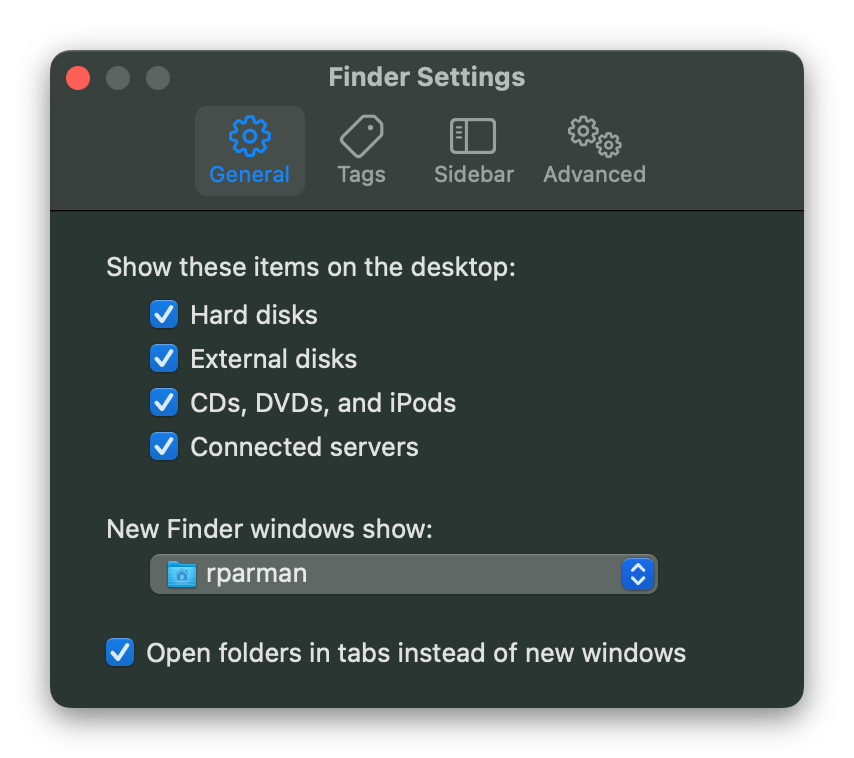 Finder Settings
General Tags Sidebar Advanced
Show these items on the desktop:
Hard disks
External disks
CDs, DVDs, and iPods
Connected servers
New Finder windows show:
rparman
Open folders in tabs instead of new windows